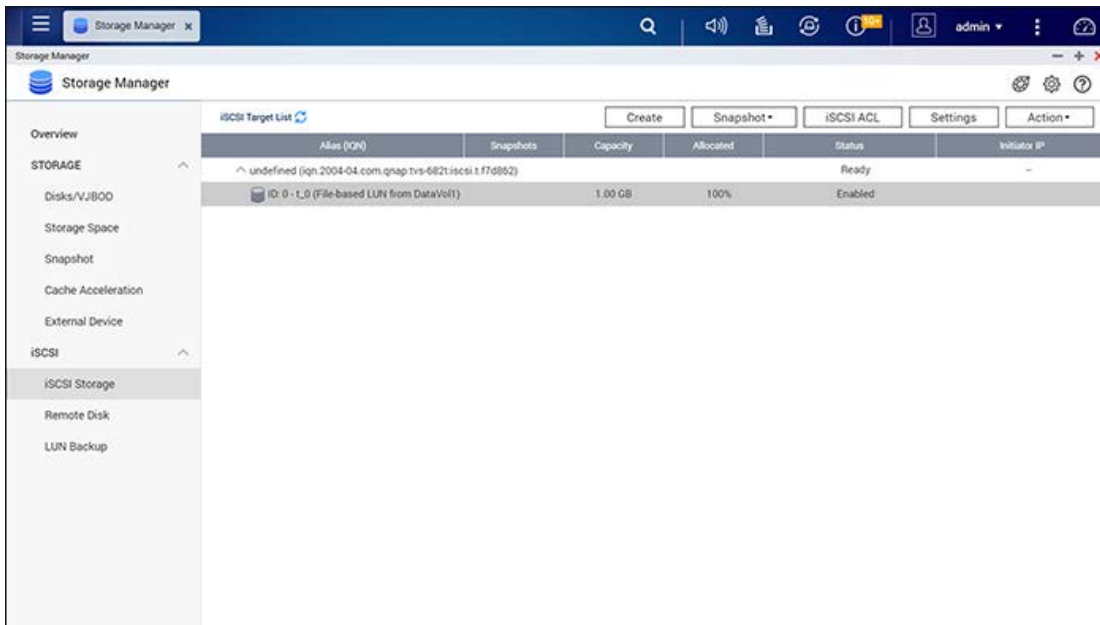 Storage Manager x
10+
admin
Storage Manager
Storage Manager
Overview
STORAGE
Disks/VJBOD
Storage Space
Snapshot
Cache Acceleration
External Device
iSCSI
iSCSI Storage
Remote Disk
LUN Backup
iSCSI Target List
Create Snapshot iSCSI ACL Settings Action
Alias (IQN) Snapshots Capacity Allocated Status Initiator IP
undefined (iqn.2004-04.com.qnap:tvs-682t:iscsi.t.f7d862) Ready --
ID: 0 - t_0 (File-based LUN from DataVol1) 1.00 GB 100% Enabled